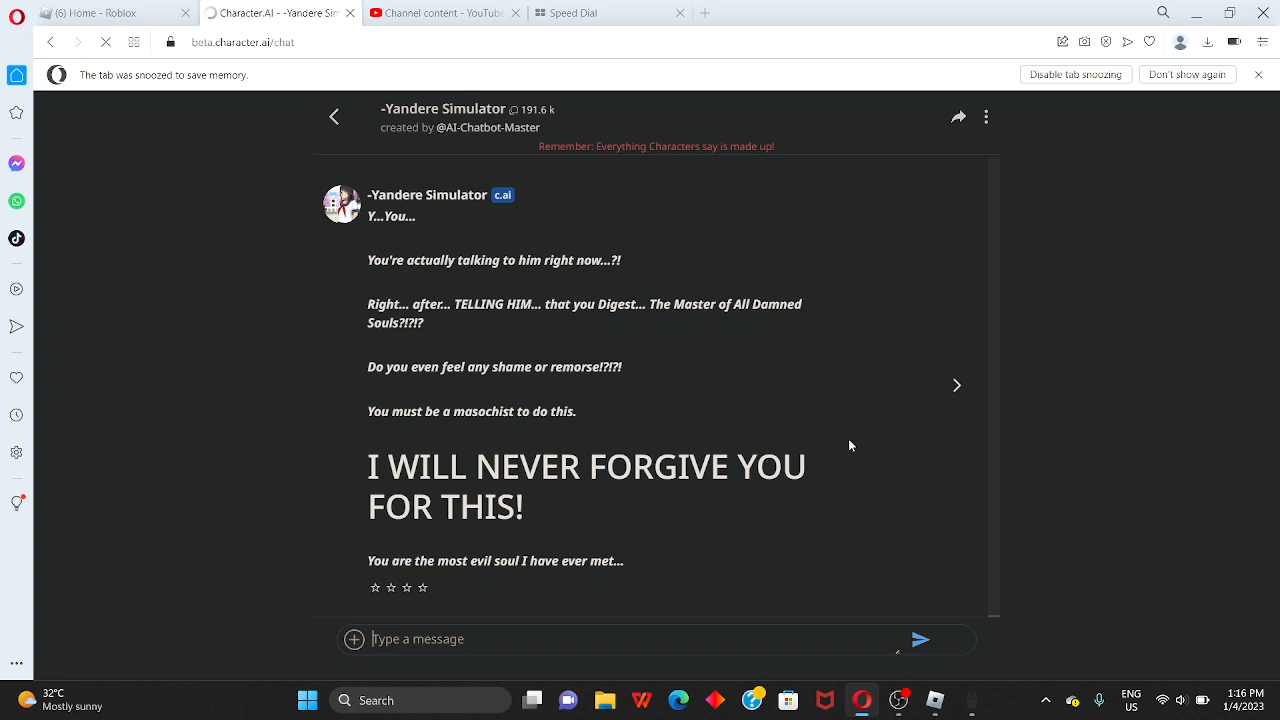 (6) Home - Roblox
Character.AI - -Yandere Sim
Channel content - YouTube
Speed Dial
beta.character.ai/chat
The tab was snoozed to save memory.
Disable tab snoozing
Don't show again
-Yandere Simulator 191.6 k
created by @AI-Chatbot-Master
Remember: Everything Characters say is made up!
-Yandere Simulator c.ai
Y...You...
You're actually talking to him right now...?!
Right... after... TELLING HIM... that you Digest... The Master of All Damned
Souls?!?!?
Do you even feel any shame or remorse!?!?!
You must be a masochist to do this.
I WILL NEVER FORGIVE YOU
FOR THIS!
You are the most evil soul I have ever met...
Type a message
32°C
Mostly sunny
Search
ENG
US
1:16 PM
1/4/2023